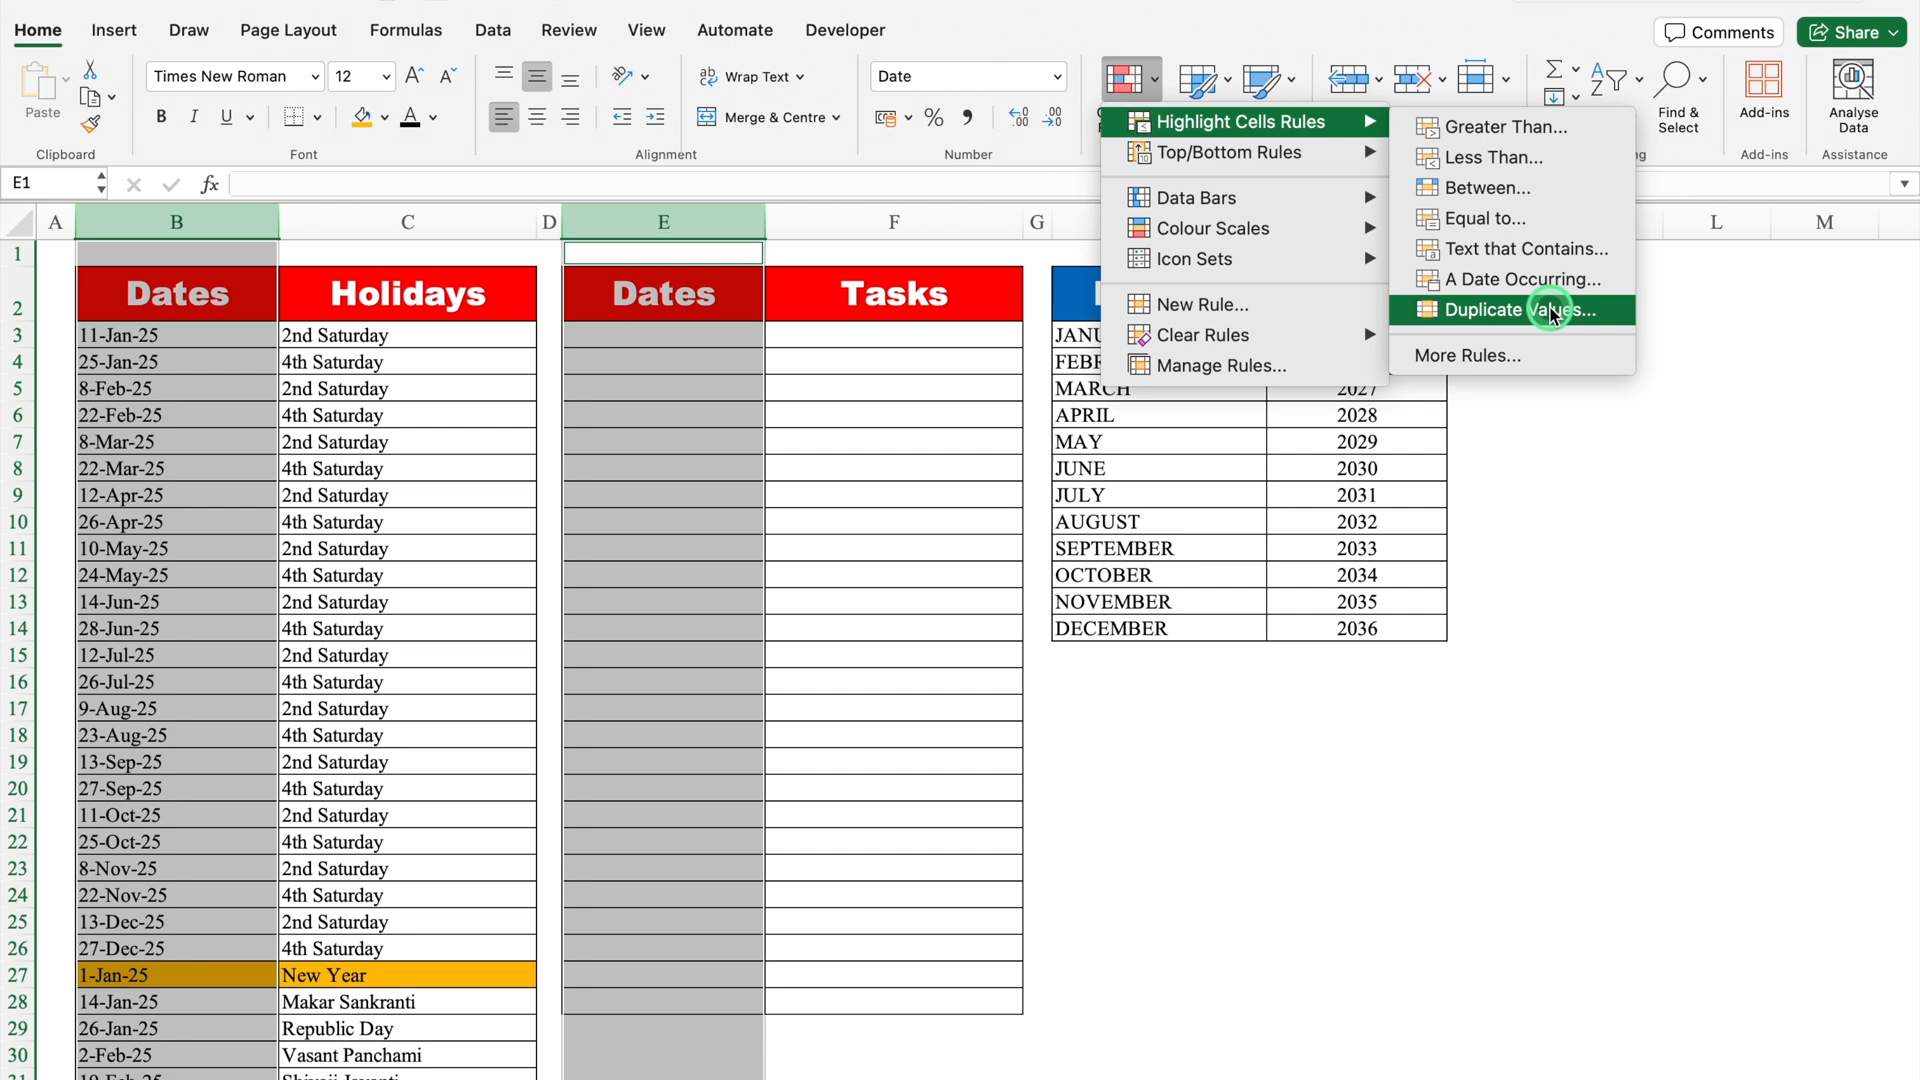 Home Insert Draw Page Layout Formulas Data Review View Automate Developer Comments Share
Paste Times New Roman 12 Wrap Text Date
B I U Merge & Centre % Find & Select Add-ins Analyse Data
Clipboard Font Alignment Number Add-ins Assistance
Highlight Cells Rules
Top/Bottom Rules
Data Bars
Colour Scales
Icon Sets
New Rule...
Clear Rules
Manage Rules...
Greater Than...
Less Than...
Between...
Equal to...
Text that Contains...
A Date Occurring...
Duplicate Values...
More Rules...
E1 fx
A B C D E F G L M
1
2 Dates Holidays Dates Tasks
3 11-Jan-25 2nd Saturday
4 25-Jan-25 4th Saturday
5 8-Feb-25 2nd Saturday MARCH 2027
6 22-Feb-25 4th Saturday APRIL 2028
7 8-Mar-25 2nd Saturday MAY 2029
8 22-Mar-25 4th Saturday JUNE 2030
9 12-Apr-25 2nd Saturday JULY 2031
10 26-Apr-25 4th Saturday AUGUST 2032
11 10-May-25 2nd Saturday SEPTEMBER 2033
12 24-May-25 4th Saturday OCTOBER 2034
13 14-Jun-25 2nd Saturday NOVEMBER 2035
14 28-Jun-25 4th Saturday DECEMBER 2036
15 12-Jul-25 2nd Saturday
16 26-Jul-25 4th Saturday
17 9-Aug-25 2nd Saturday
18 23-Aug-25 4th Saturday
19 13-Sep-25 2nd Saturday
20 27-Sep-25 4th Saturday
21 11-Oct-25 2nd Saturday
22 25-Oct-25 4th Saturday
23 8-Nov-25 2nd Saturday
24 22-Nov-25 4th Saturday
25 13-Dec-25 2nd Saturday
26 27-Dec-25 4th Saturday
27 1-Jan-25 New Year
28 14-Jan-25 Makar Sankranti
29 26-Jan-25 Republic Day
30 2-Feb-25 Vasant Panchami